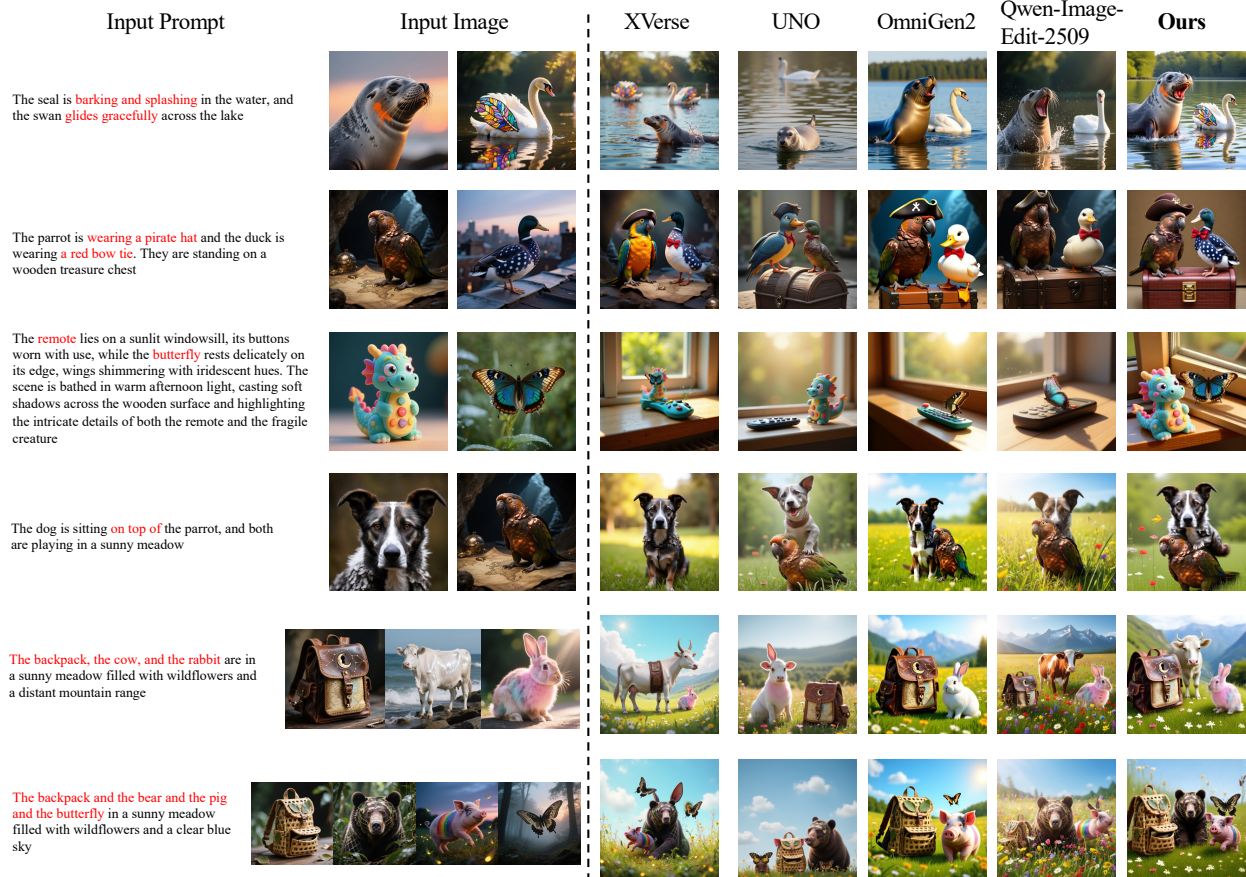 Input Prompt
Input Image
XVerse
UNO
OmniGen2
Qwen-Image-
Edit-2509
Ours
The seal is barking and splashing in the water, and
the swan glides gracefully across the lake
The parrot is wearing a pirate hat and the duck is
wearing a red bow tie. They are standing on a
wooden treasure chest
The remote lies on a sunlit windowsill, its buttons
worn with use, while the butterfly rests delicately on
its edge, wings shimmering with iridescent hues. The
scene is bathed in warm afternoon light, casting soft
shadows across the wooden surface and highlighting
the intricate details of both the remote and the fragile
creature
The dog is sitting on top of the parrot, and both
are playing in a sunny meadow
The backpack, the cow, and the rabbit are in
a sunny meadow filled with wildflowers and
a distant mountain range
The backpack and the bear and the pig
and the butterfly in a sunny meadow
filled with wildflowers and a clear blue
sky